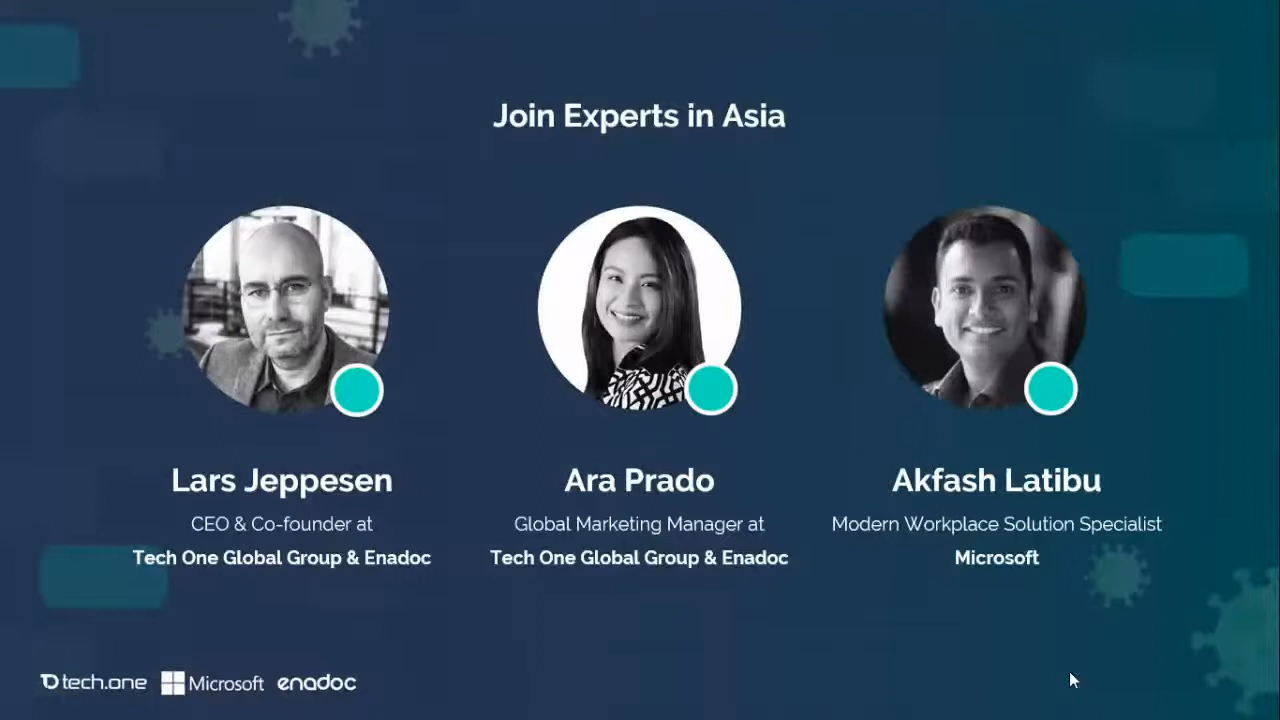 Join Experts in Asia
Lars Jeppesen
CEO & Co-founder at
Tech One Global Group & Enadoc
Ara Prado
Global Marketing Manager at
Tech One Global Group & Enadoc
Akfash Latibu
Modern Workplace Solution Specialist
Microsoft
tech.one Microsoft enadoc